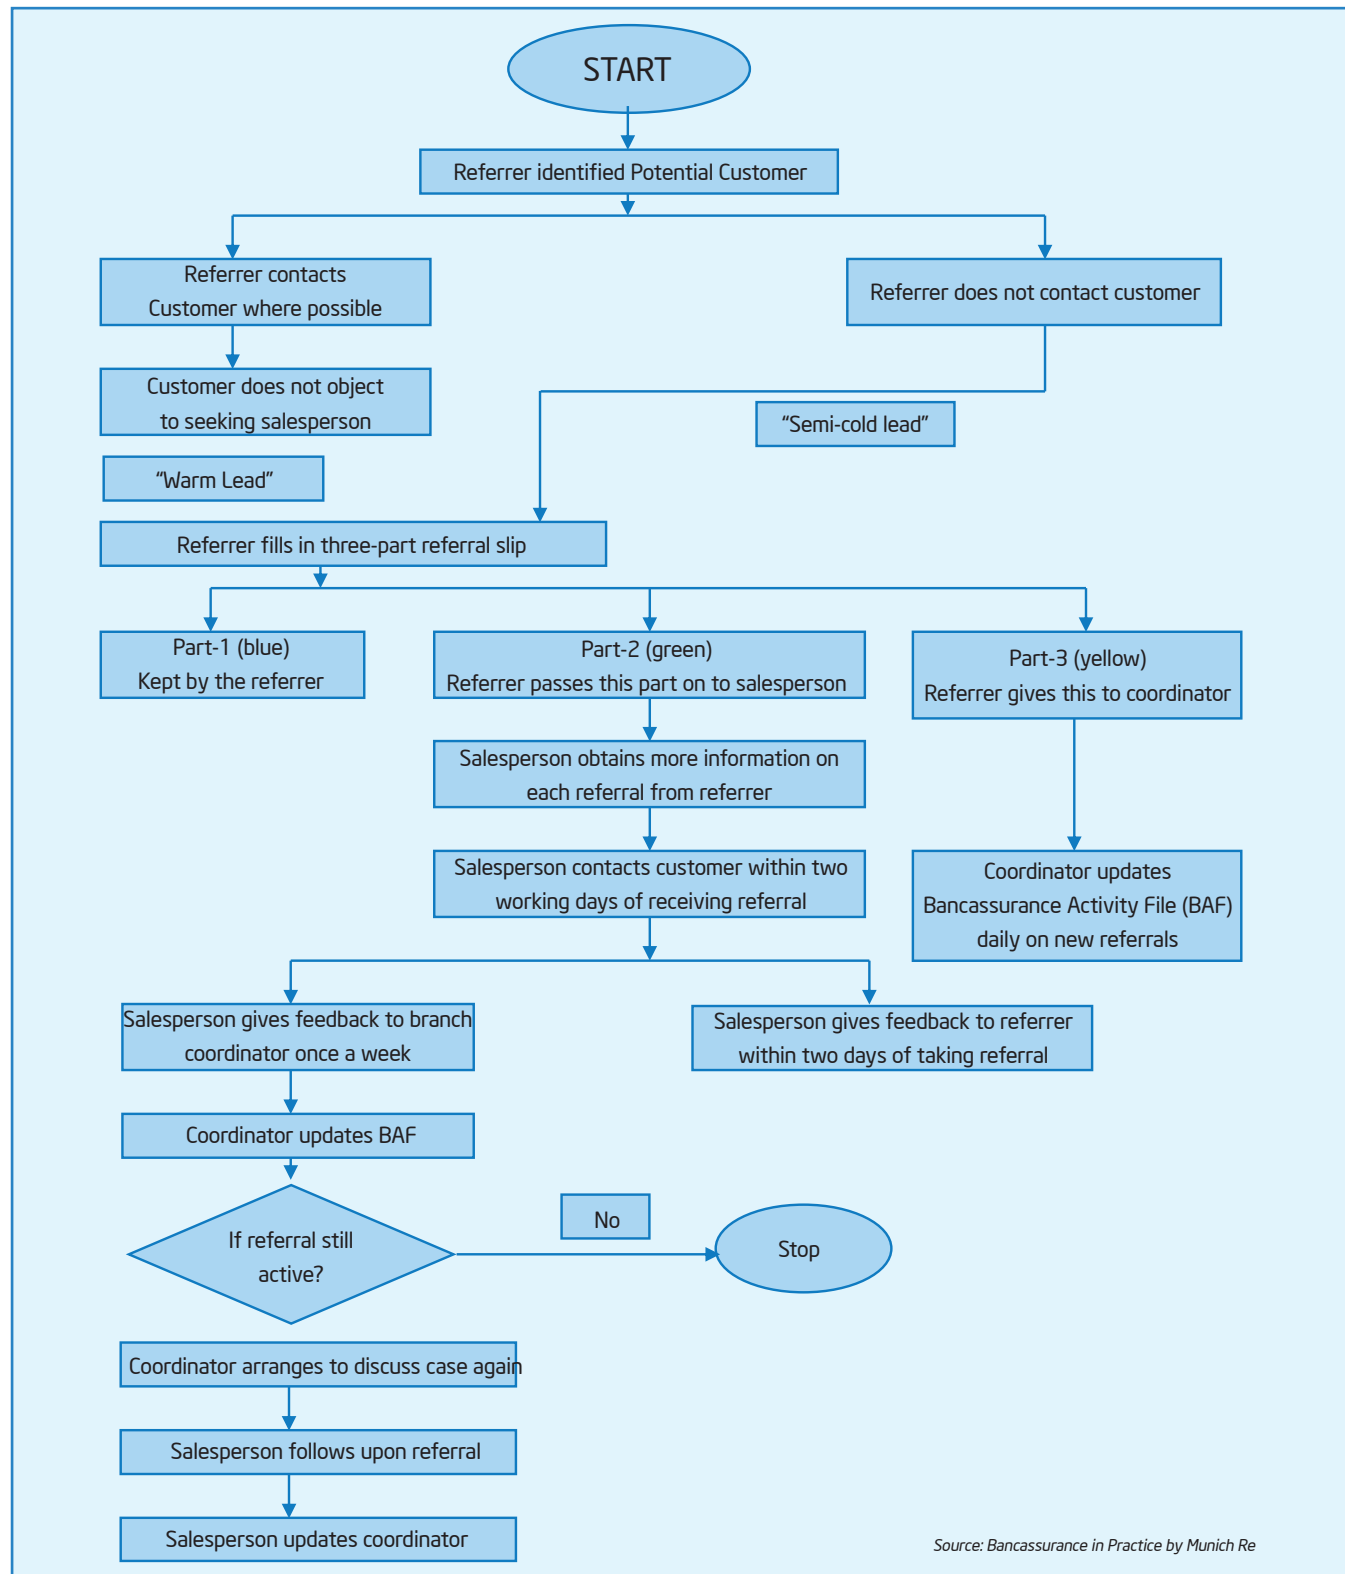 START
Referrer identified Potential Customer
Referrer contacts
Customer where possible
Referrer does not contact customer
Customer does not object
to seeking salesperson
“Semi-cold lead”
“Warm Lead”
Referrer fills in three-part referral slip
Part-1 (blue)
Kept by the referrer
Part-2 (green)
Referrer passes this part on to salesperson
Part-3 (yellow)
Referrer gives this to coordinator
Salesperson obtains more information on
each referral from referrer
Salesperson contacts customer within two
working days of receiving referral
Coordinator updates
Bancassurance Activity File (BAF)
daily on new referrals
Salesperson gives feedback to branch
coordinator once a week
Salesperson gives feedback to referrer
within two days of taking referral
Coordinator updates BAF
If referral still
active?
No
Stop
Coordinator arranges to discuss case again
Salesperson follows upon referral
Salesperson updates coordinator
Source: Bancassurance in Practice by Munich Re